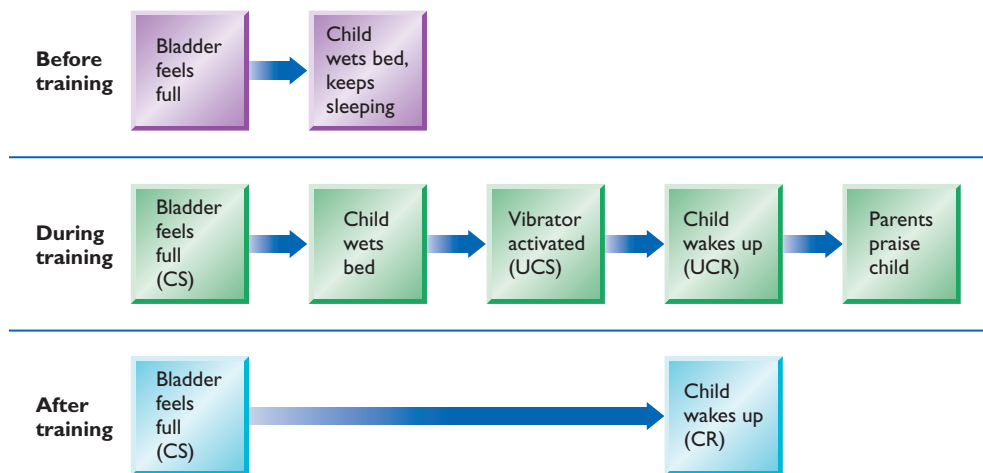 Before
training
Bladder
feels
full
Child
wets bed,
keeps
sleeping
During
training
Bladder
feels
full
(CS)
Child
wets
bed
Vibrator
activated
(UCS)
Child
wakes up
(UCR)
Parents
praise
child
After
training
Bladder
feels
full
(CS)
Child
wakes up
(CR)